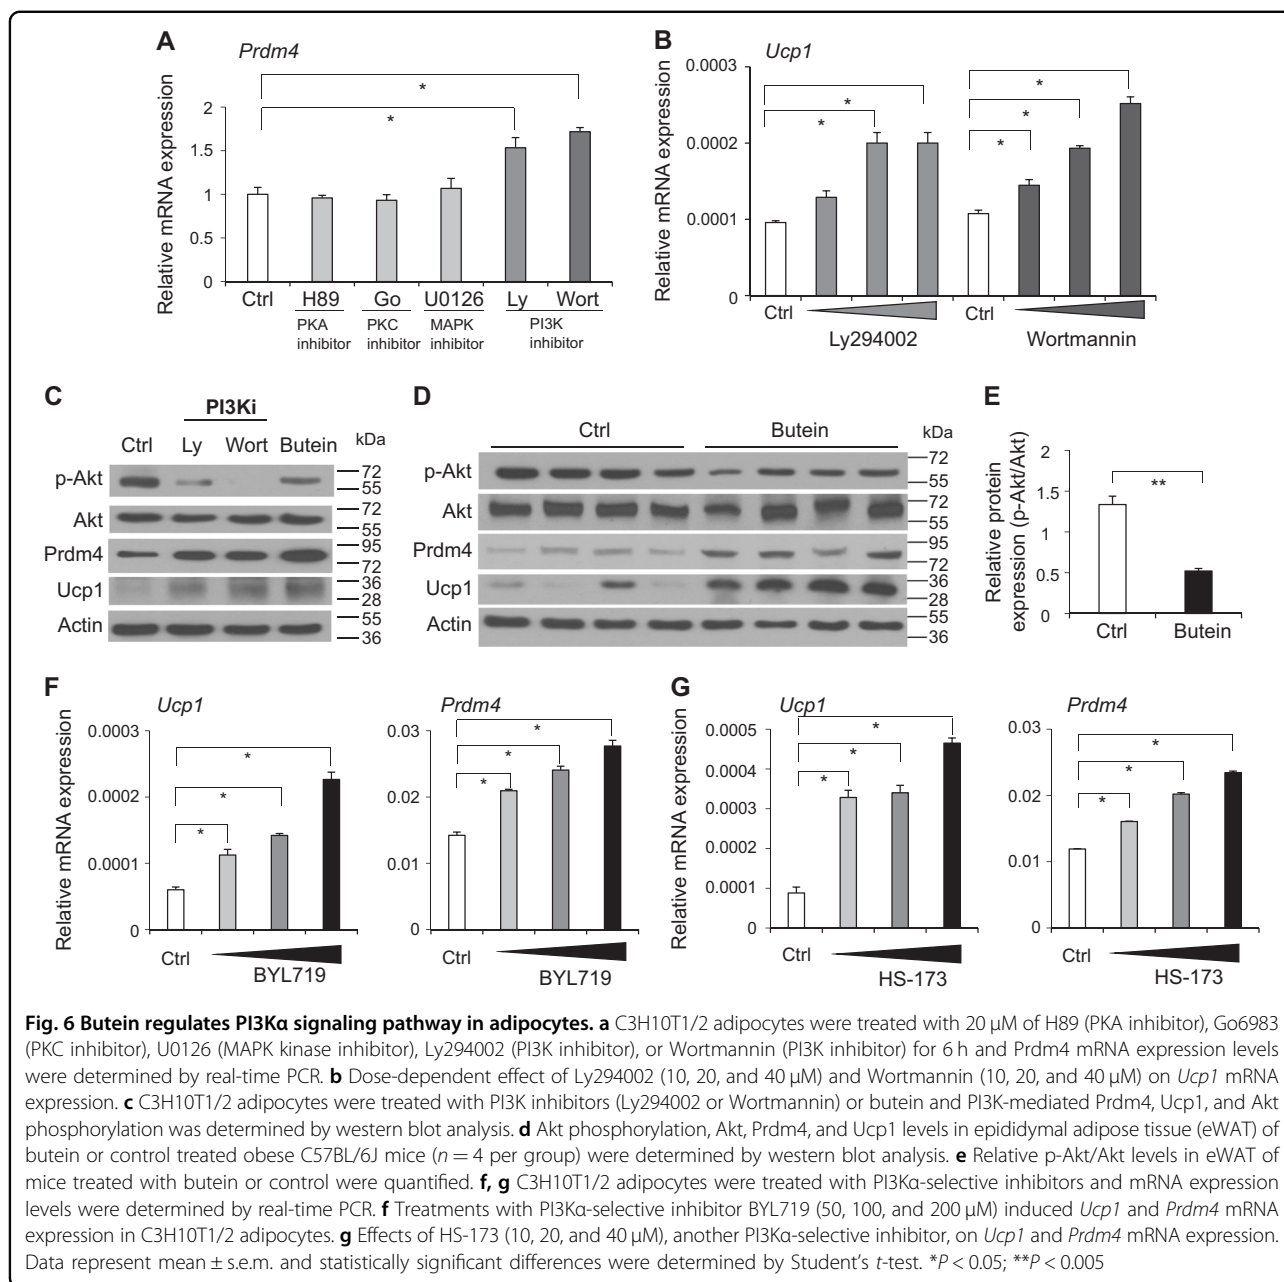 A
Prdm4
Relative mRNA expression
2
1.5
1
0.5
0
*
*
Ctrl H89 Go U0126 Ly Wort
PKA inhibitor
PKC inhibitor
MAPK inhibitor
PI3K inhibitor
B
Ucp1
Relative mRNA expression
0.0003
0.0002
0.0001
0
*
*
*
*
*
Ctrl
Ly294002
Ctrl
Wortmannin
C
PI3Ki
Ctrl Ly Wort Butein kDa
p-Akt 72
55
Akt 72
55
Prdm4 95
72
Ucp1 36
28
Actin 55
36
D
Ctrl Butein kDa
p-Akt 72
55
Akt 72
55
Prdm4 95
72
Ucp1 36
28
Actin 55
36
E
Relative protein
expression (p-Akt/Akt)
2
1.5
1
0.5
0
**
Ctrl Butein
F
Ucp1
Relative mRNA expression
0.0003
0.0002
0.0001
0
*
*
*
Ctrl
BYL719
Prdm4
0.03
0.02
0.01
0
*
*
*
Ctrl
BYL719
G
Ucp1
Relative mRNA expression
0.0005
0.0004
0.0003
0.0002
0.0001
0
*
*
*
Ctrl
HS-173
Prdm4
0.03
0.02
0.01
0
*
*
*
Ctrl
HS-173
Fig. 6 Butein regulates PI3Kα signaling pathway in adipocytes. a C3H10T1/2 adipocytes were treated with 20 µM of H89 (PKA inhibitor), Go6983
(PKC inhibitor), U0126 (MAPK kinase inhibitor), Ly294002 (PI3K inhibitor), or Wortmannin (PI3K inhibitor) for 6 h and Prdm4 mRNA expression levels
were determined by real-time PCR. b Dose-dependent effect of Ly294002 (10, 20, and 40 µM) and Wortmannin (10, 20, and 40 µM) on Ucp1 mRNA
expression. c C3H10T1/2 adipocytes were treated with PI3K inhibitors (Ly294002 or Wortmannin) or butein and PI3K-mediated Prdm4, Ucp1, and Akt
phosphorylation was determined by western blot analysis. d Akt phosphorylation, Akt, Prdm4, and Ucp1 levels in epididymal adipose tissue (eWAT) of
butein or control treated obese C57BL/6J mice (n = 4 per group) were determined by western blot analysis. e Relative p-Akt/Akt levels in eWAT of
mice treated with butein or control were quantified. f, g C3H10T1/2 adipocytes were treated with PI3Kα-selective inhibitors and mRNA expression
levels were determined by real-time PCR. f Treatments with PI3Kα-selective inhibitor BYL719 (50, 100, and 200 µM) induced Ucp1 and Prdm4 mRNA
expression in C3H10T1/2 adipocytes. g Effects of HS-173 (10, 20, and 40 µM), another PI3Kα-selective inhibitor, on Ucp1 and Prdm4 mRNA expression.
Data represent mean ± s.e.m. and statistically significant differences were determined by Student's t-test. *P < 0.05; **P < 0.005